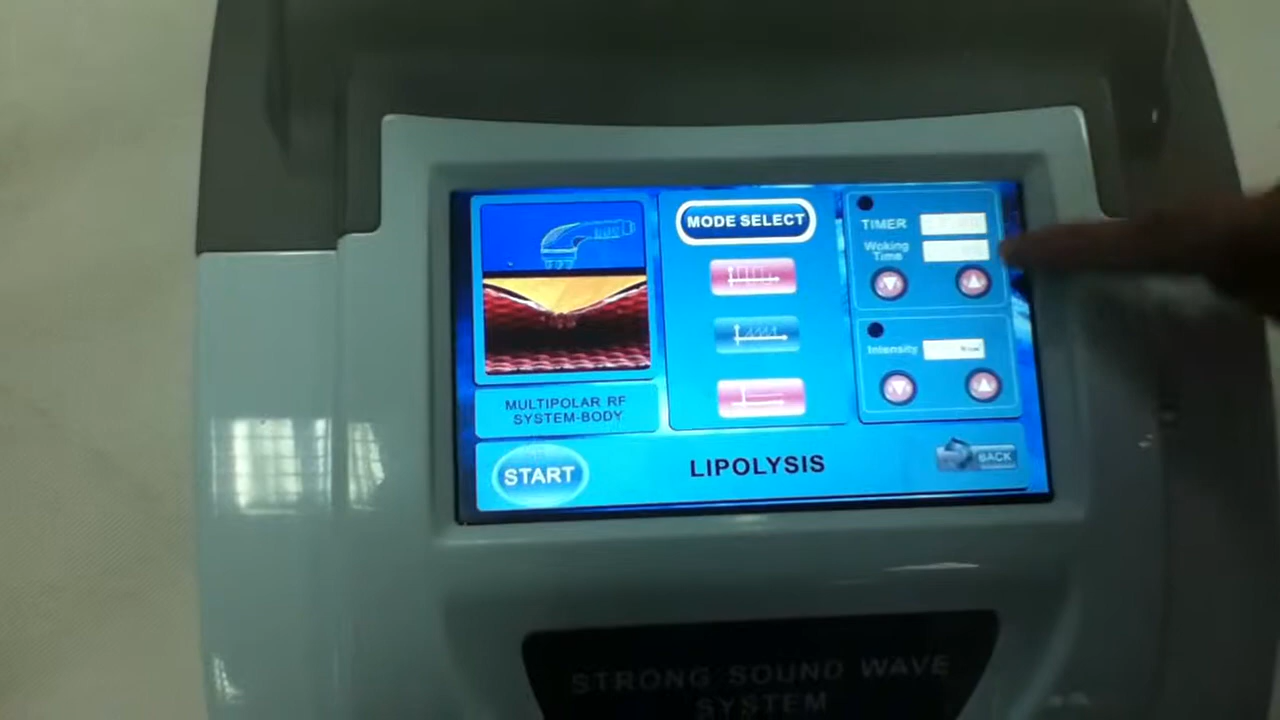 MODE SELECT
TIMER
Woking
Time
Intensity
MULTIPOLAR RF
SYSTEM-BODY
START
LIPOLYSIS
BACK
STRONG SOUND WAVE
SYSTEM